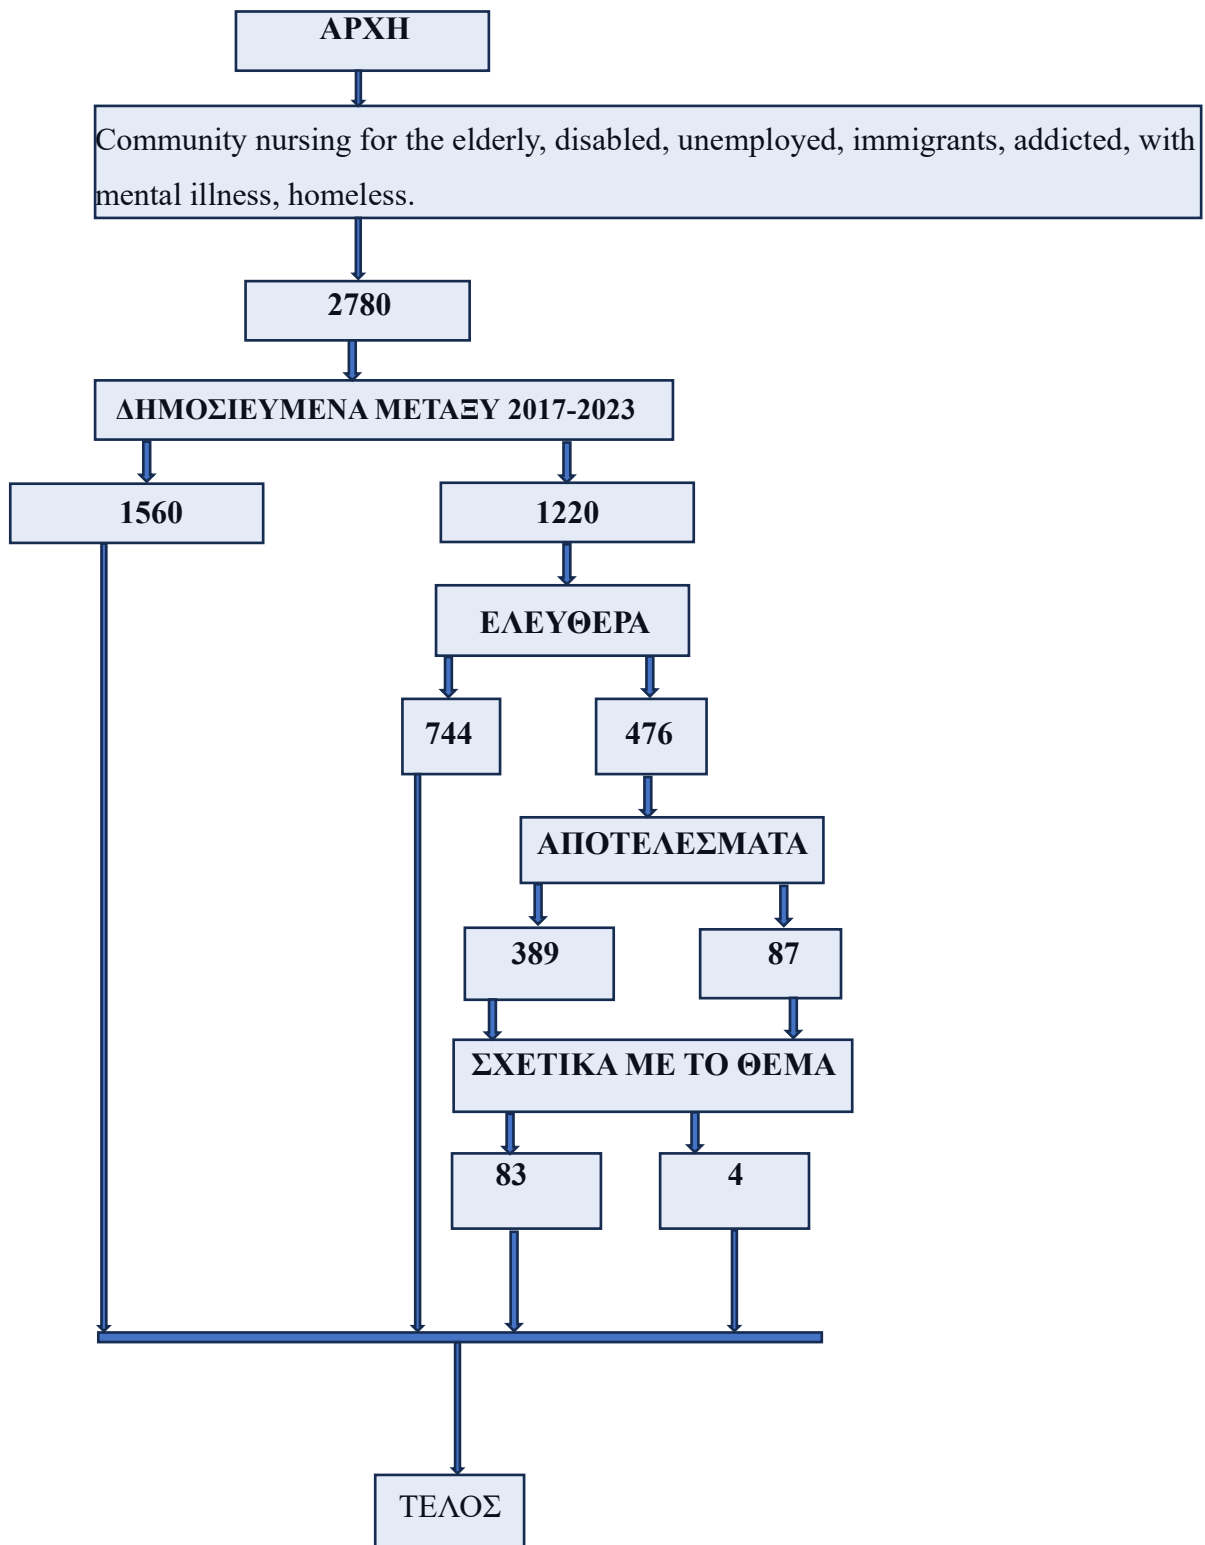 ΑΡΧΗ
Community nursing for the elderly, disabled, unemployed, immigrants, addicted, with
mental illness, homeless.
2780
ΔΗΜΟΣΙΕΥΜΕΝΑ ΜΕΤΑΞΥ 2017-2023
1560
1220
ΕΛΕΥΘΕΡΑ
744
476
ΑΠΟΤΕΛΕΣΜΑΤΑ
389
87
ΣΧΕΤΙΚΑ ΜΕ ΤΟ ΘΕΜΑ
83
4
ΤΕΛΟΣ